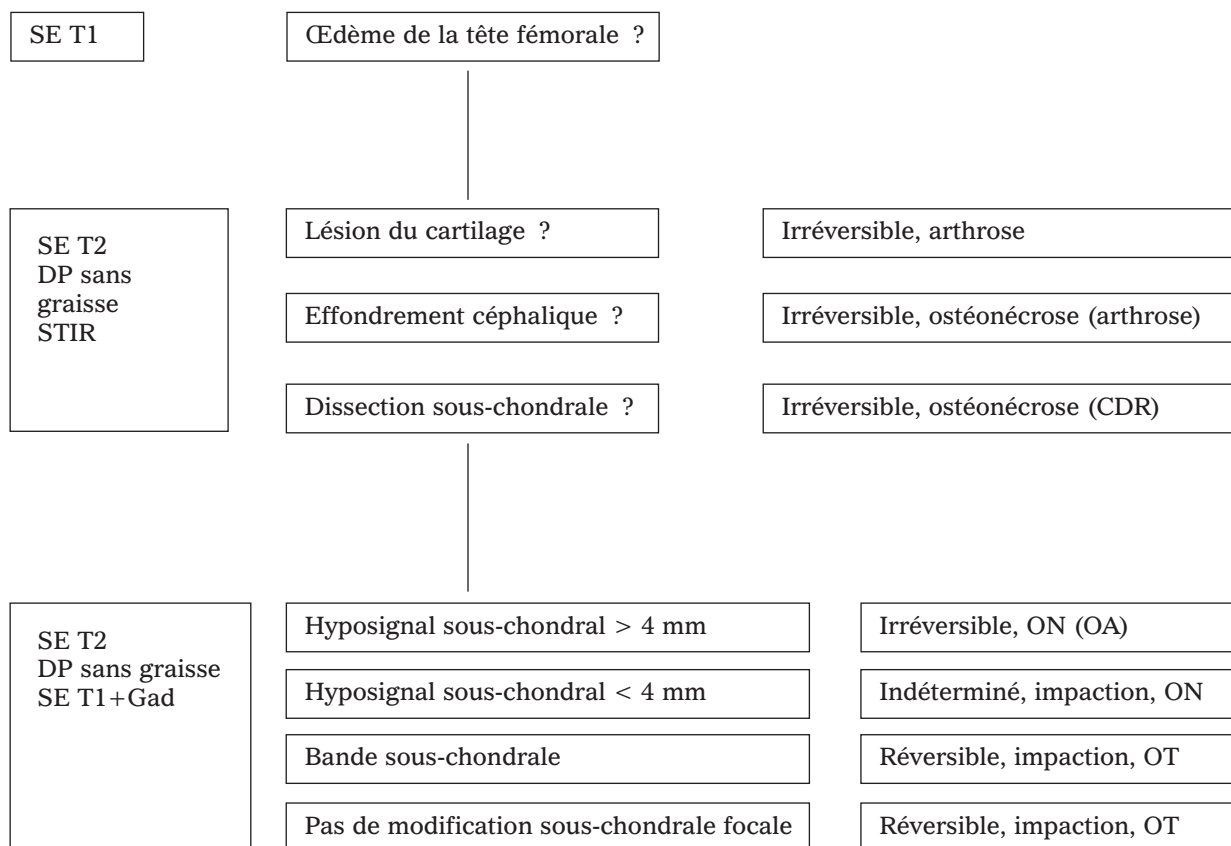 SE T1
Œdème de la tête fémorale ?
SE T2
DP sans
graisse
STIR
Lésion du cartilage ?
Irréversible, arthrose
Effondrement céphalique ?
Irréversible, ostéonécrose (arthrose)
Dissection sous-chondrale ?
Irréversible, ostéonécrose (CDR)
SE T2
DP sans graisse
SE T1+Gad
Hyposignal sous-chondral > 4 mm
Irréversible, ON (OA)
Hyposignal sous-chondral < 4 mm
Indéterminé, impaction, ON
Bande sous-chondrale
Réversible, impaction, OT
Pas de modification sous-chondrale focale
Réversible, impaction, OT